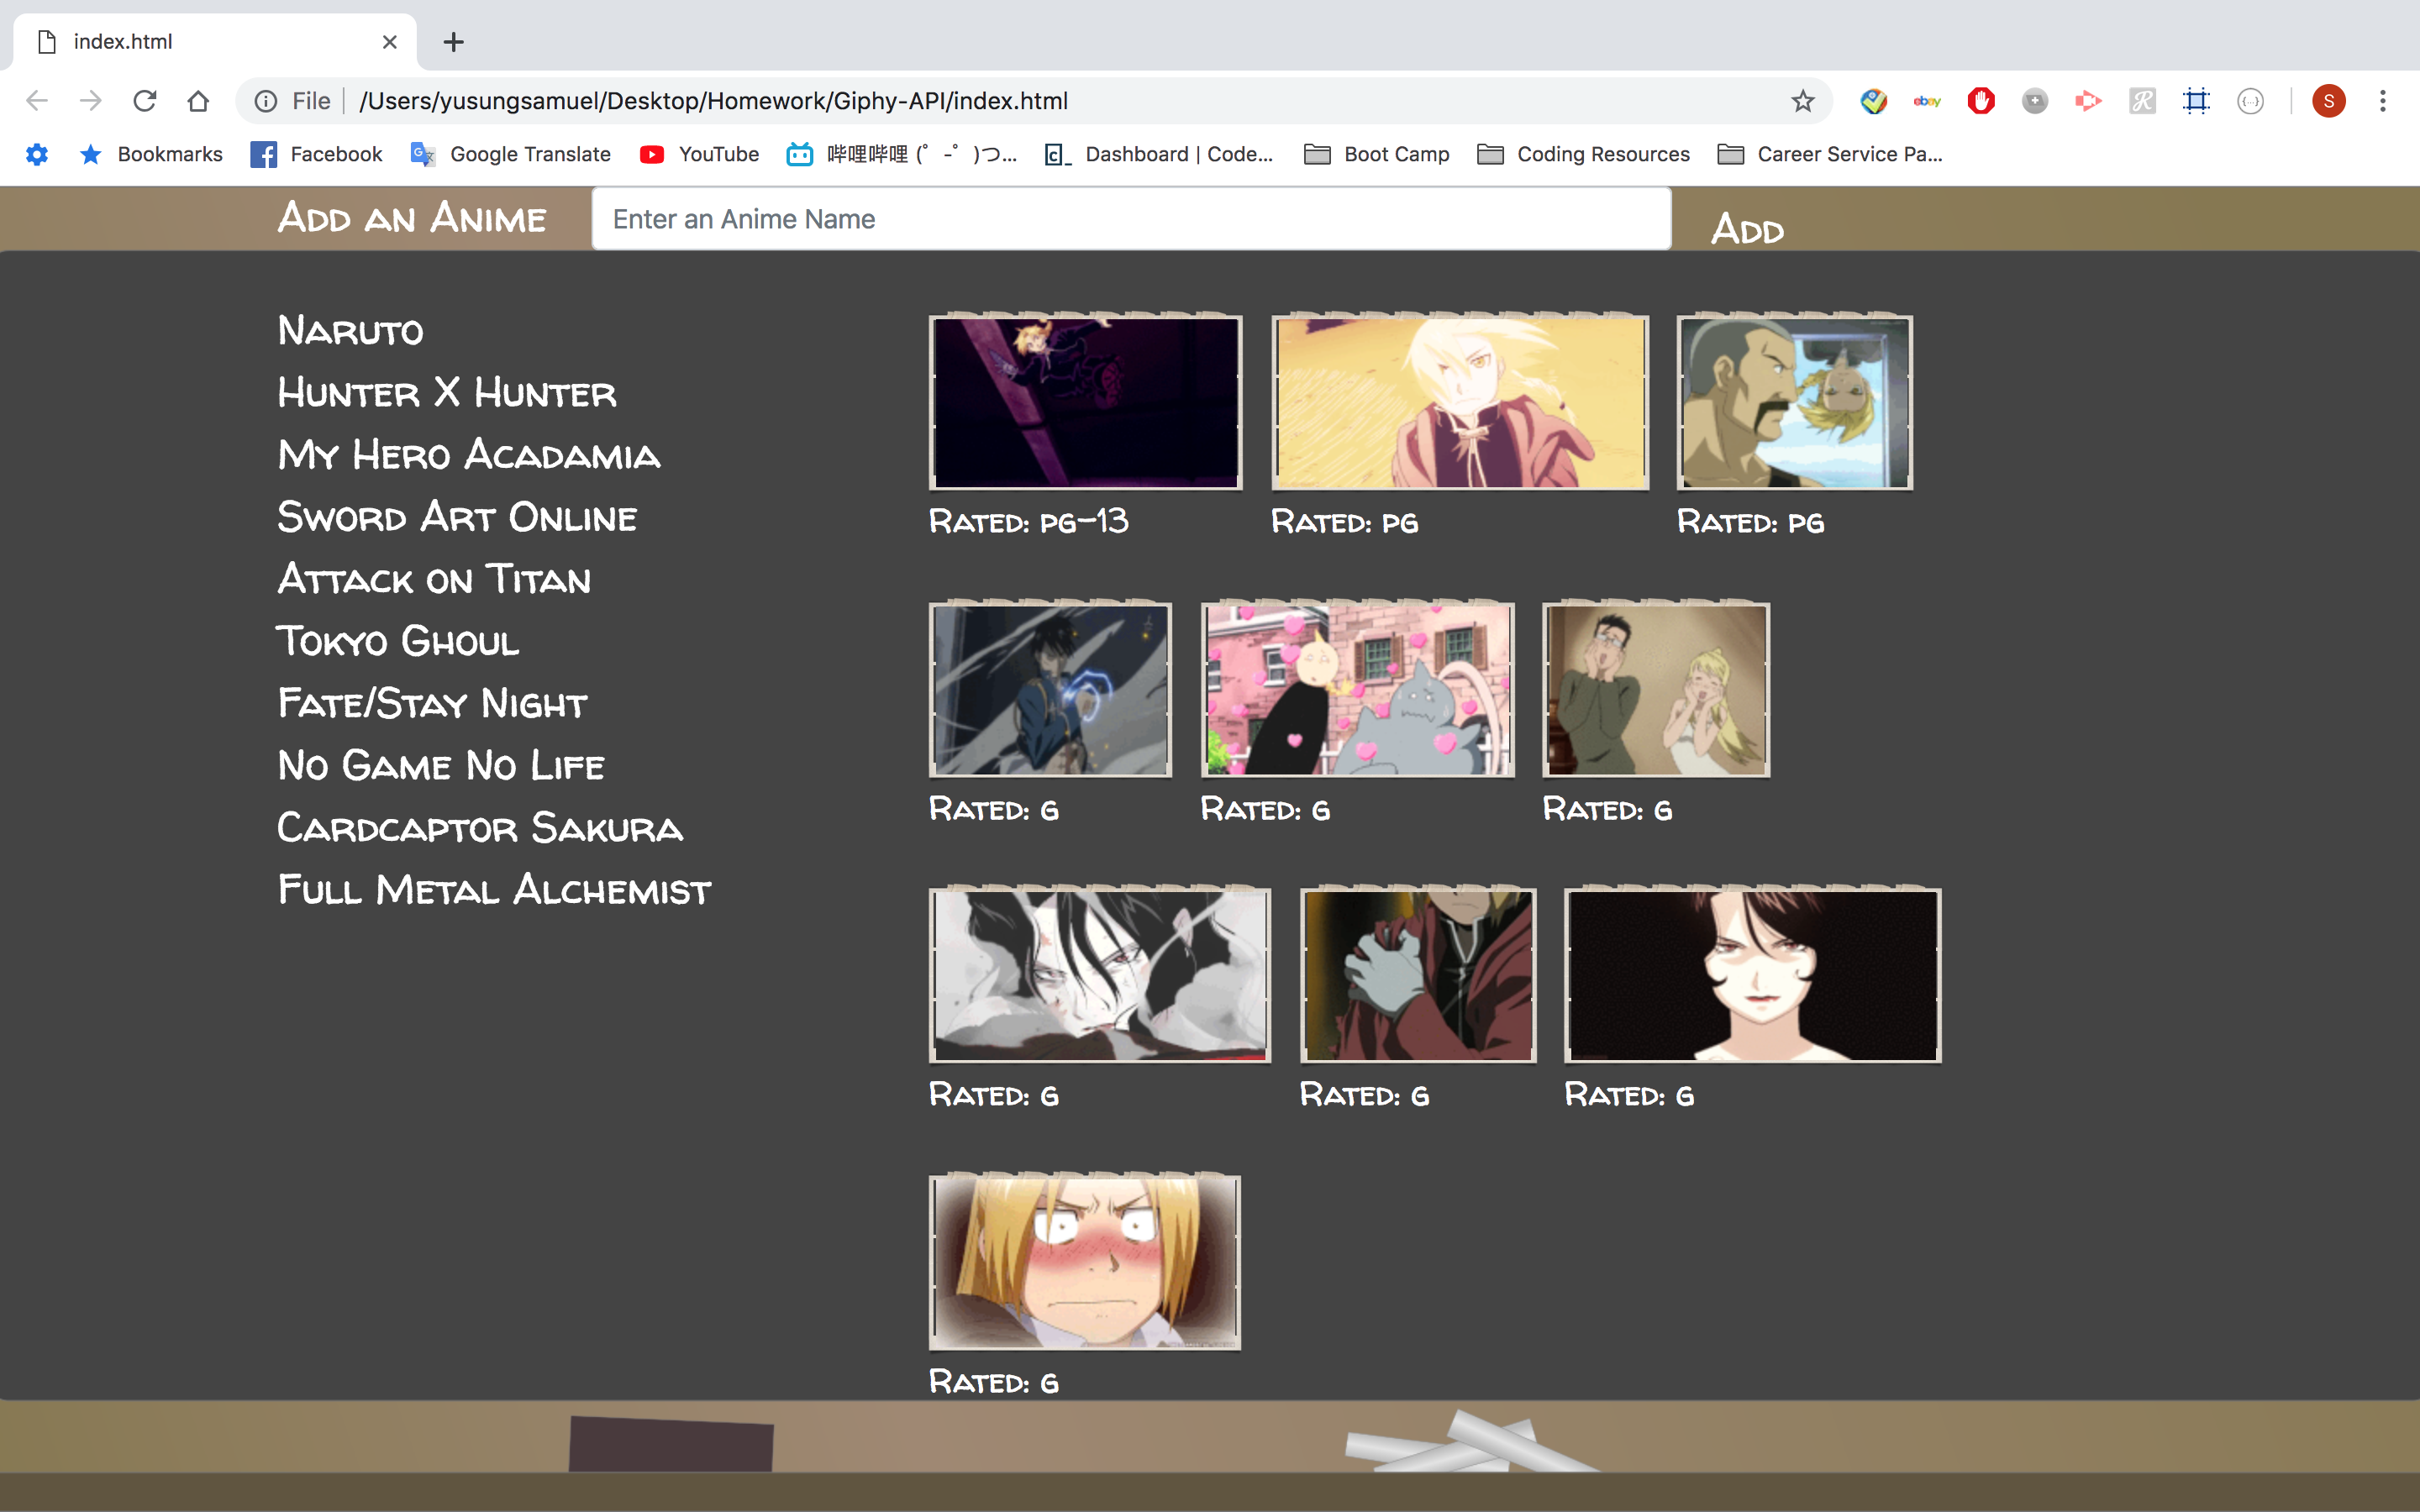 index.html
File /Users/yusungsamuel/Desktop/Homework/Giphy-API/index.html
ebay
R
{...}
S
Bookmarks Facebook Google Translate YouTube 哔哩哔哩 (゜-゜)つ... Dashboard | Code... Boot Camp Coding Resources Career Service Pa...
Add an Anime Enter an Anime Name Add
Naruto
Hunter X Hunter
My Hero Acadamia
Sword Art Online
Attack on Titan
Tokyo Ghoul
Fate/Stay Night
No Game No Life
Cardcaptor Sakura
Full Metal Alchemist
Rated: pg-13 Rated: pg Rated: pg
Rated: g Rated: g Rated: g
Rated: g Rated: g Rated: g
Rated: g